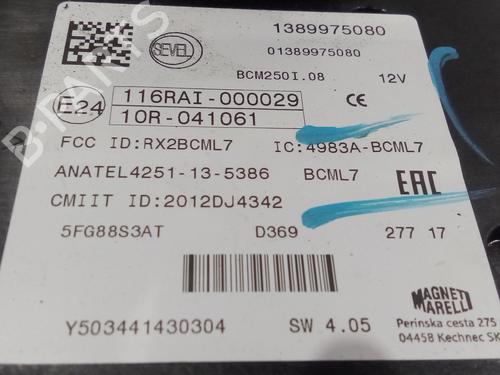 1389975080
SEVEL
01389975080
BCM250I.08 12V
E24
116RAI-000029
10R-041061
CE
FCC ID:RX2BCML7 IC:4983A-BCML7
ANATEL4251-13-5386 BCML7
EAC
CMIIT ID:2012DJ4342
5FG88S3AT D369 277 17
MAGNETI
MARELLI
Y503441430304 SW 4.05
Perinska cesta 275
04458 Kechnec SK
B-PARTS